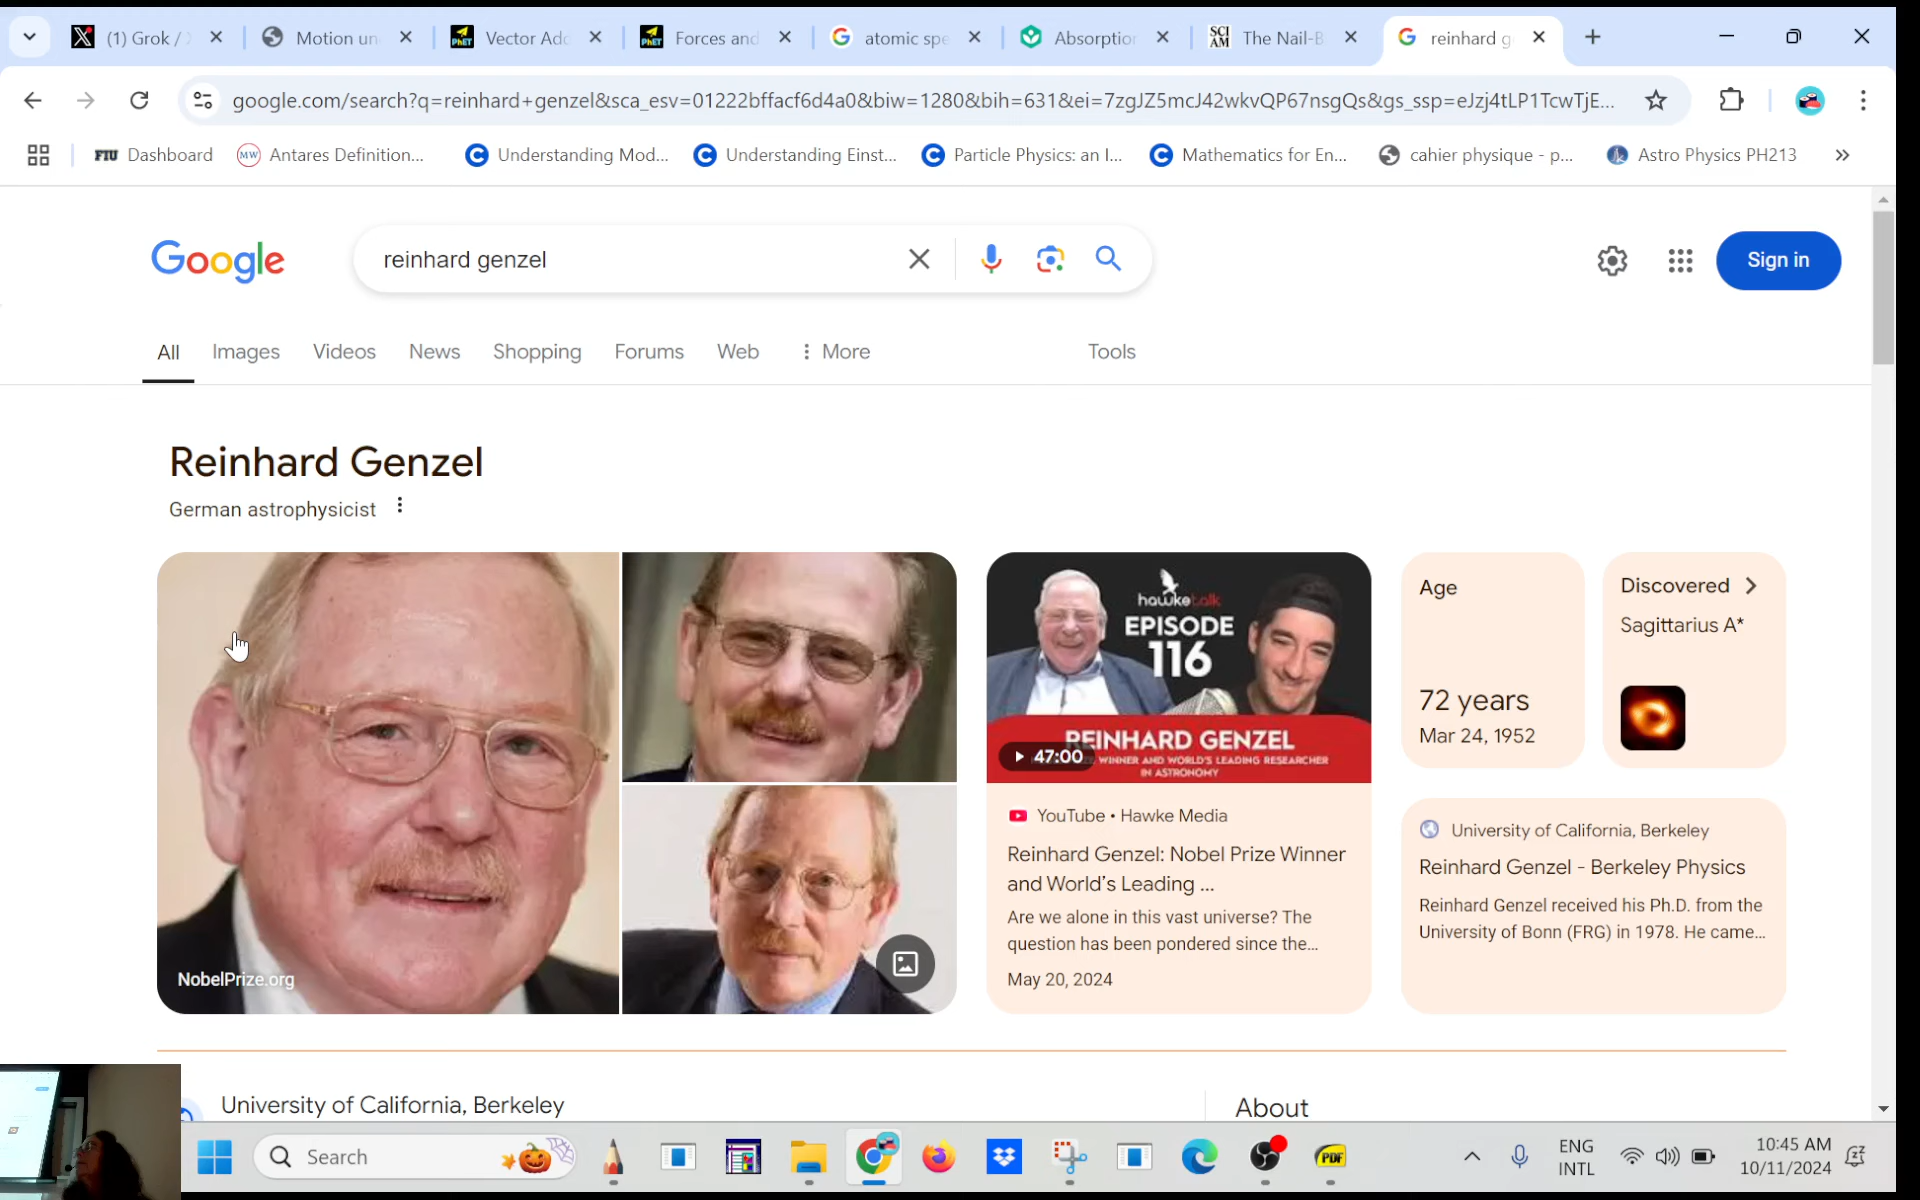 (1) Grok /
Motion un
Vector Add
Forces and
atomic spe
Absorption
The Nail-B
reinhard g
google.com/search?q=reinhard+genzel&sca_esv=01222bffacf6d4a0&biw=1280&bih=631&ei=7zgJZ5mcJ42wkvQP67nsgQs&gs_ssp=eJzj4tLP1TcwTjE...
FIU Dashboard
MW Antares Definition...
Understanding Mod...
Understanding Einst...
Particle Physics: an I...
Mathematics for En...
cahier physique - p...
Astro Physics PH213
Google
reinhard genzel
Sign in
All
Images
Videos
News
Shopping
Forums
Web
More
Tools
Reinhard Genzel
German astrophysicist
NobelPrize.org
hawketalk
EPISODE
116
REINHARD GENZEL
WINNER AND WORLD'S LEADING RESEARCHER
IN ASTRONOMY
47:00
YouTube • Hawke Media
Reinhard Genzel: Nobel Prize Winner
and World's Leading ...
Are we alone in this vast universe? The
question has been pondered since the...
May 20, 2024
Age
72 years
Mar 24, 1952
Discovered
Sagittarius A*
University of California, Berkeley
Reinhard Genzel - Berkeley Physics
Reinhard Genzel received his Ph.D. from the
University of Bonn (FRG) in 1978. He came...
University of California, Berkeley
About
Search
PDF
ENG
INTL
10:45 AM
10/11/2024